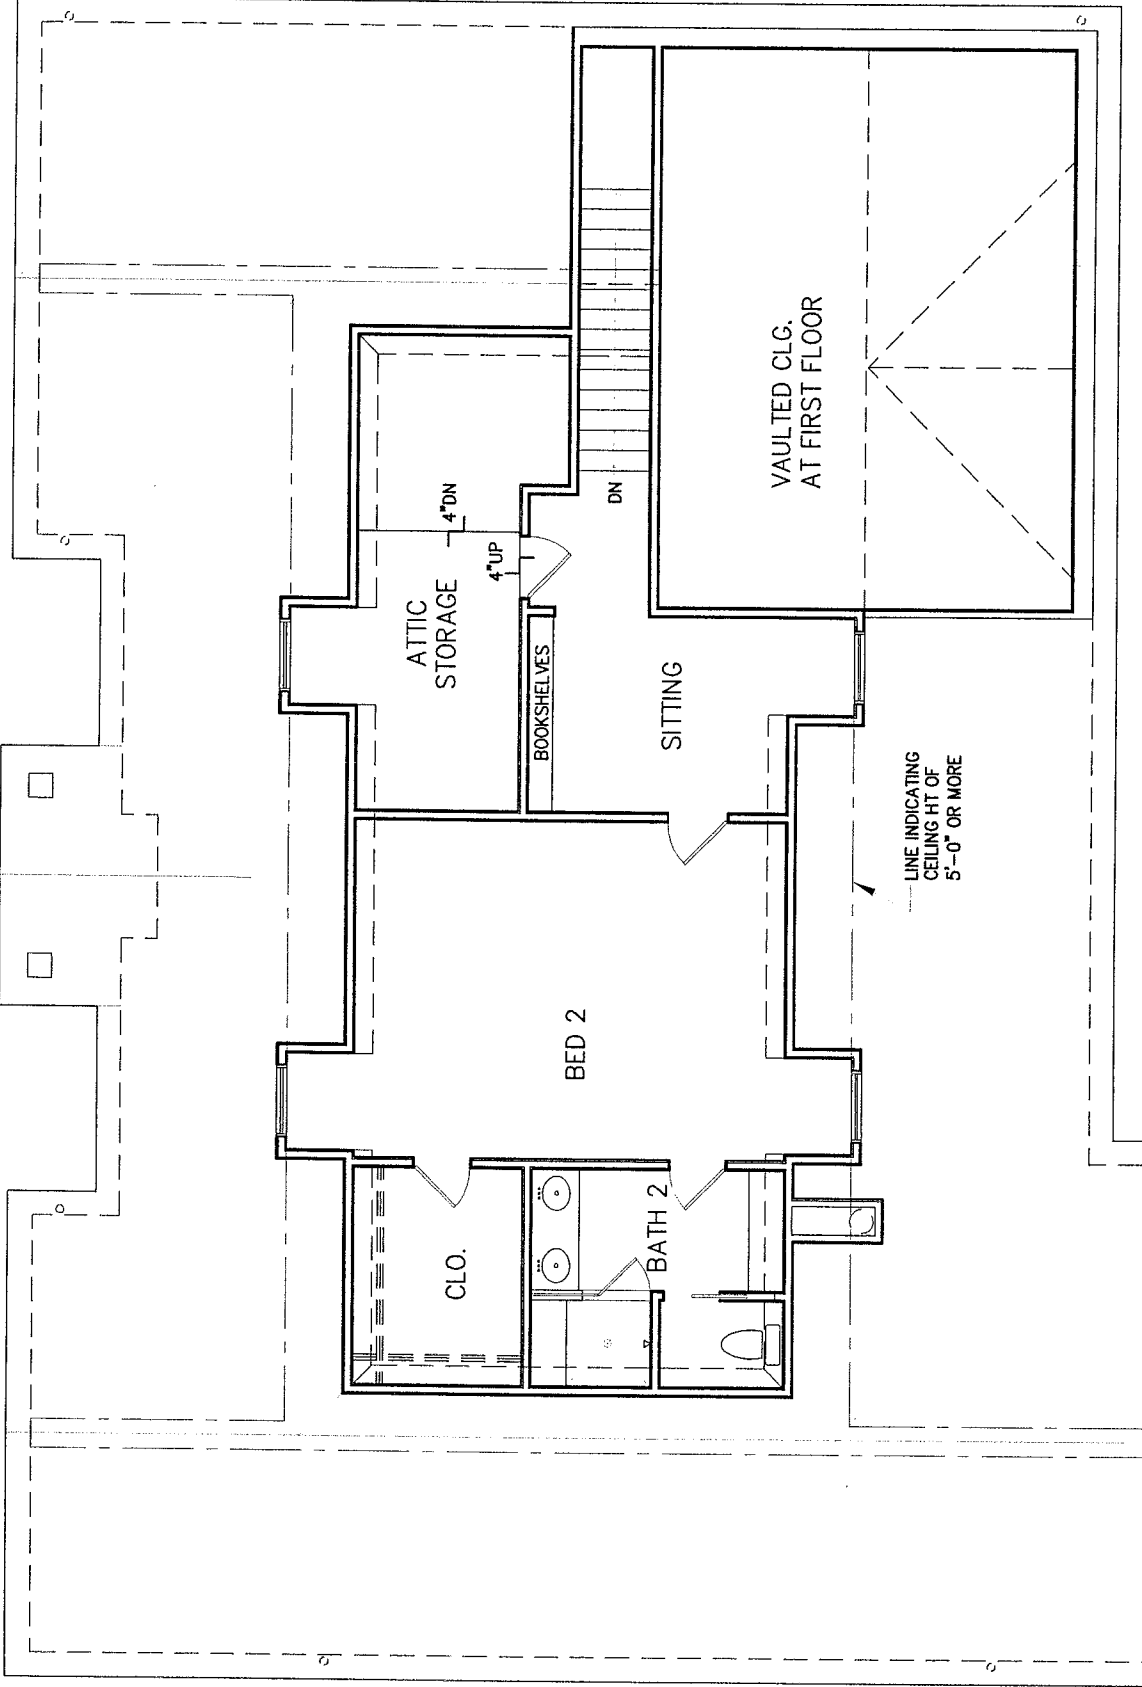 VAULTED CLG.
AT FIRST FLOOR
4"DN
DN
4"UP
ATTIC
STORAGE
BOOKSHELVES
SITTING
LINE INDICATING
CEILING HT OF
5'-0" OR MORE
BED 2
CLO.
BATH 2